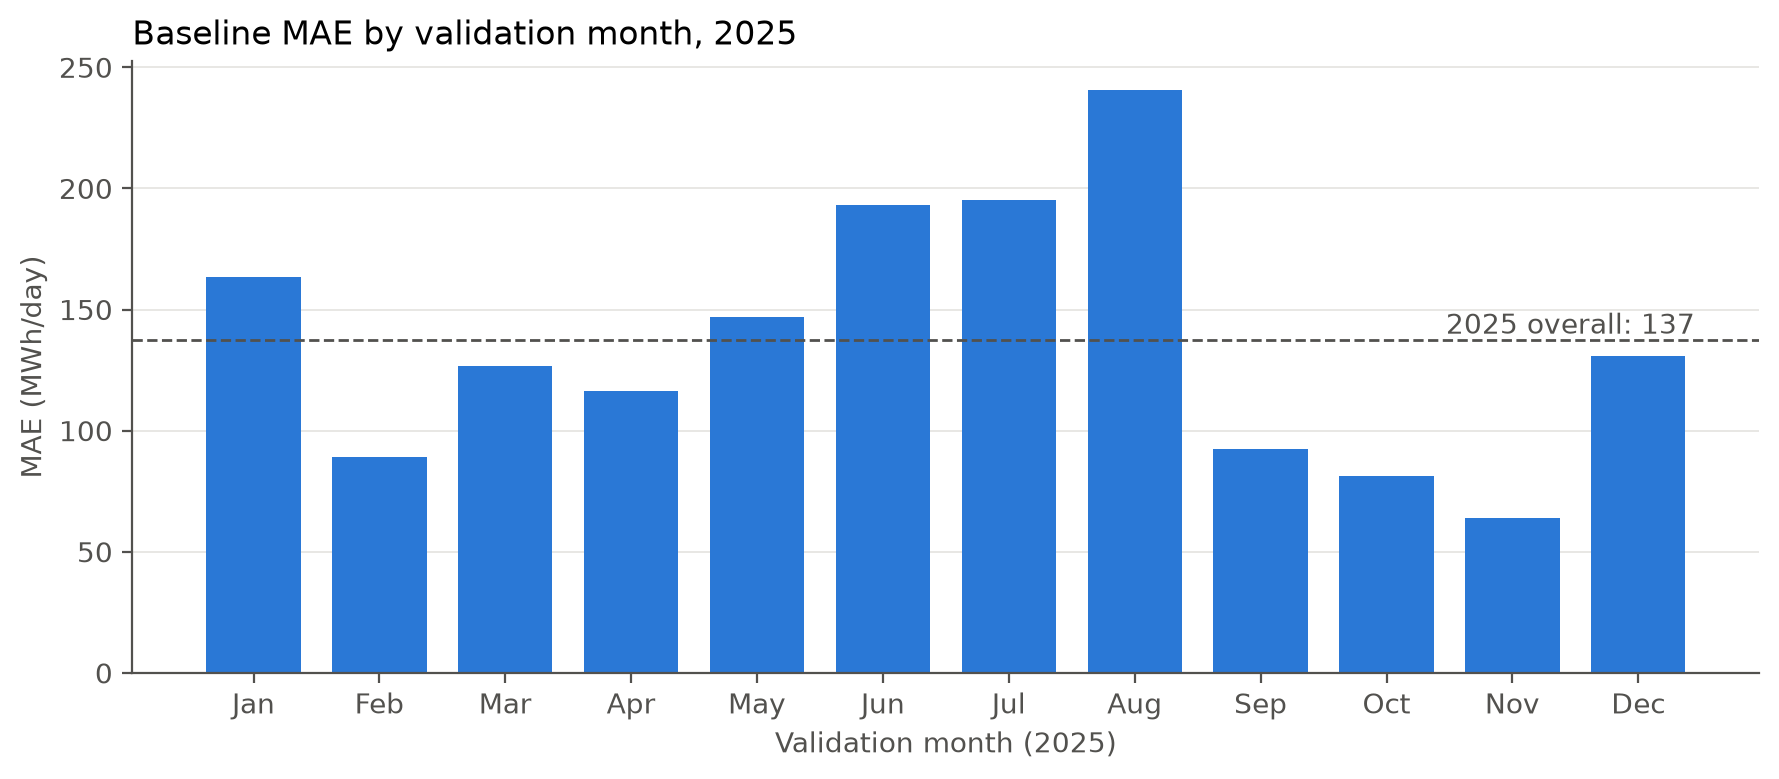 Baseline MAE by validation month, 2025
MAE (MWh/day)
250
200
150
100
50
0
2025 overall: 137
Jan Feb Mar Apr May Jun Jul Aug Sep Oct Nov Dec
Validation month (2025)